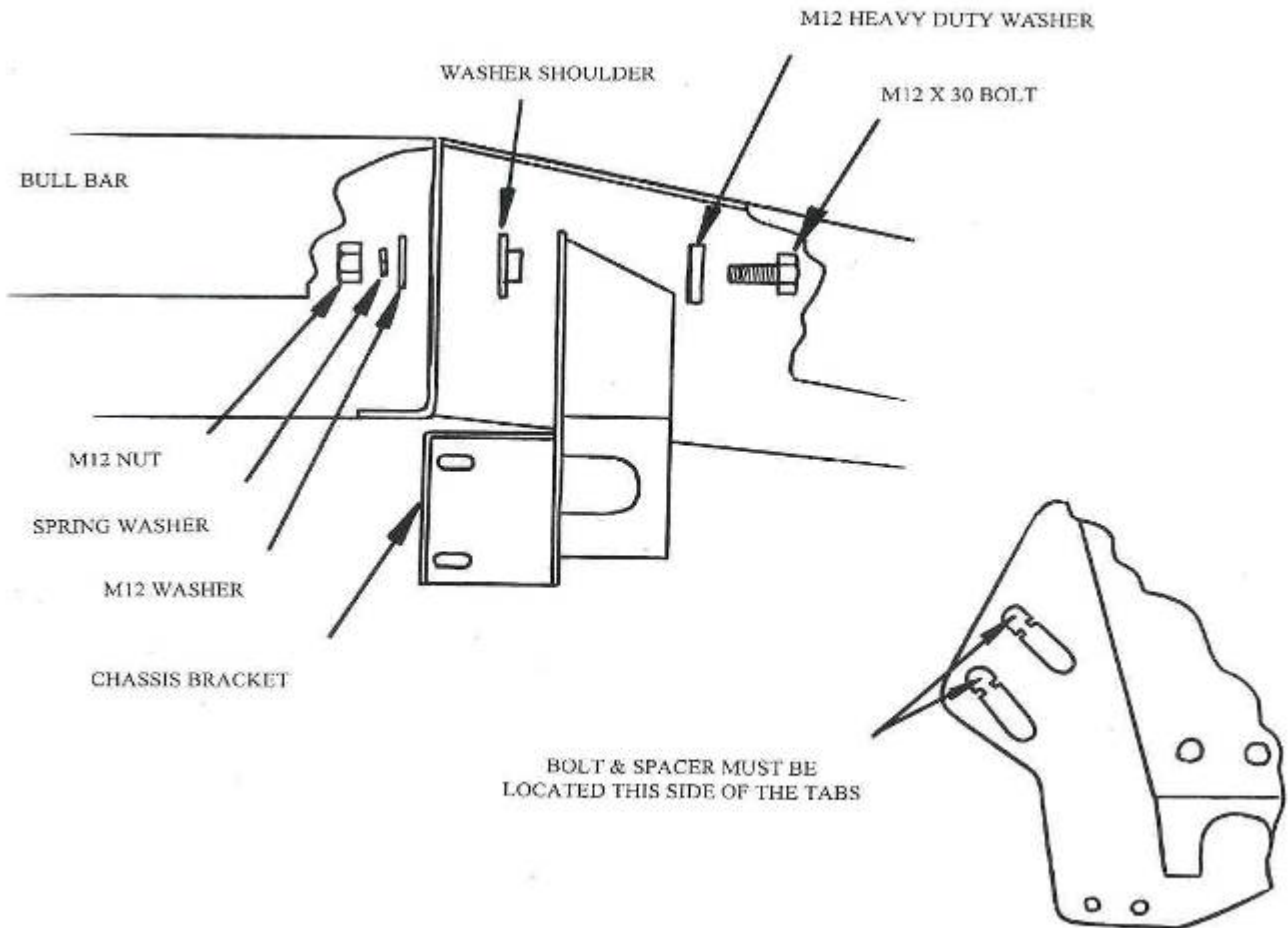 M12 HEAVY DUTY WASHER
WASHER SHOULDER
M12 X 30 BOLT
BULL BAR
M12 NUT
SPRING WASHER
M12 WASHER
CHASSIS BRACKET
BOLT & SPACER MUST BE
LOCATED THIS SIDE OF THE TABS